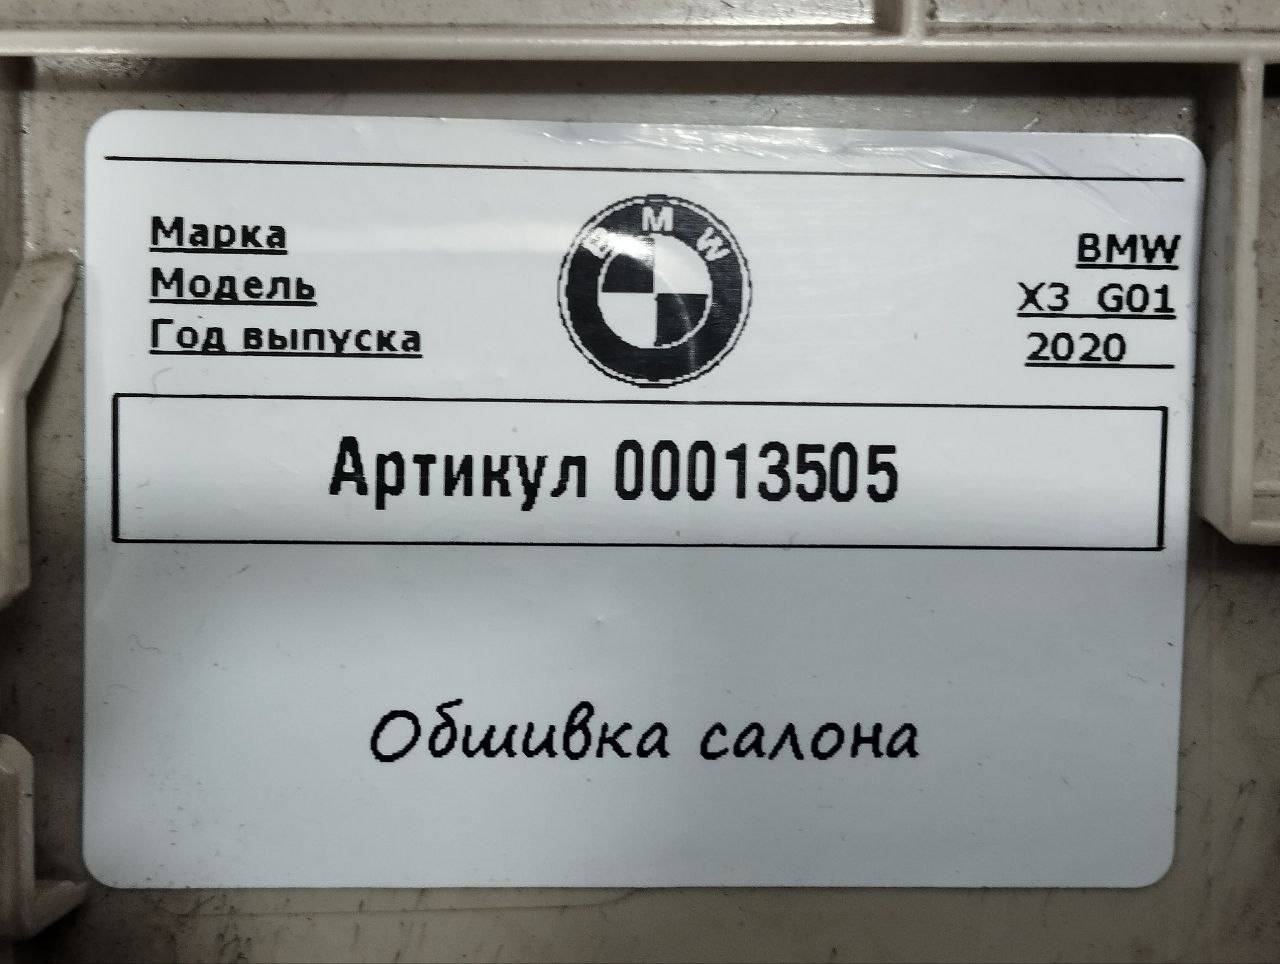 Марка BMW
Модель X3 G01
Год выпуска 2020
BMW
Артикул 00013505
Обшивка салона